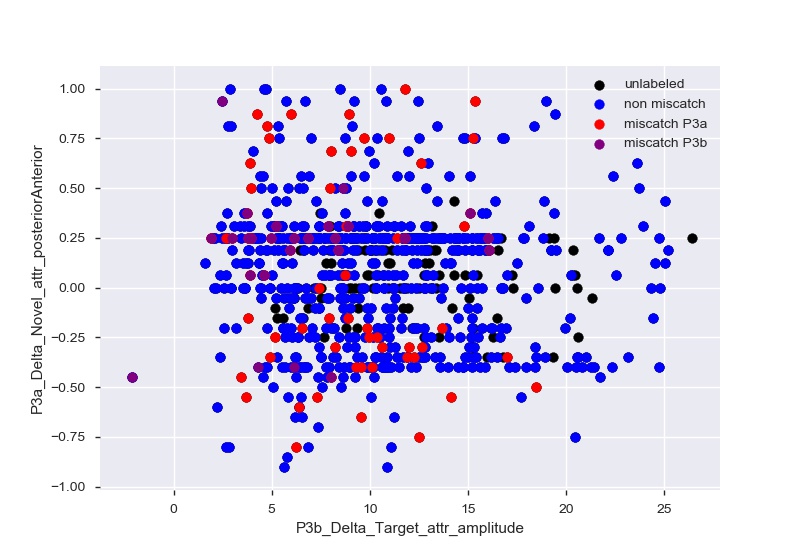 unlabeled
non miscatch
miscatch P3a
miscatch P3b
1.00
0.75
0.50
0.25
0.00
−0.25
−0.50
−0.75
−1.00
P3a_Delta_Novel_attr_posteriorAnterior
0 5 10 15 20 25
P3b_Delta_Target_attr_amplitude